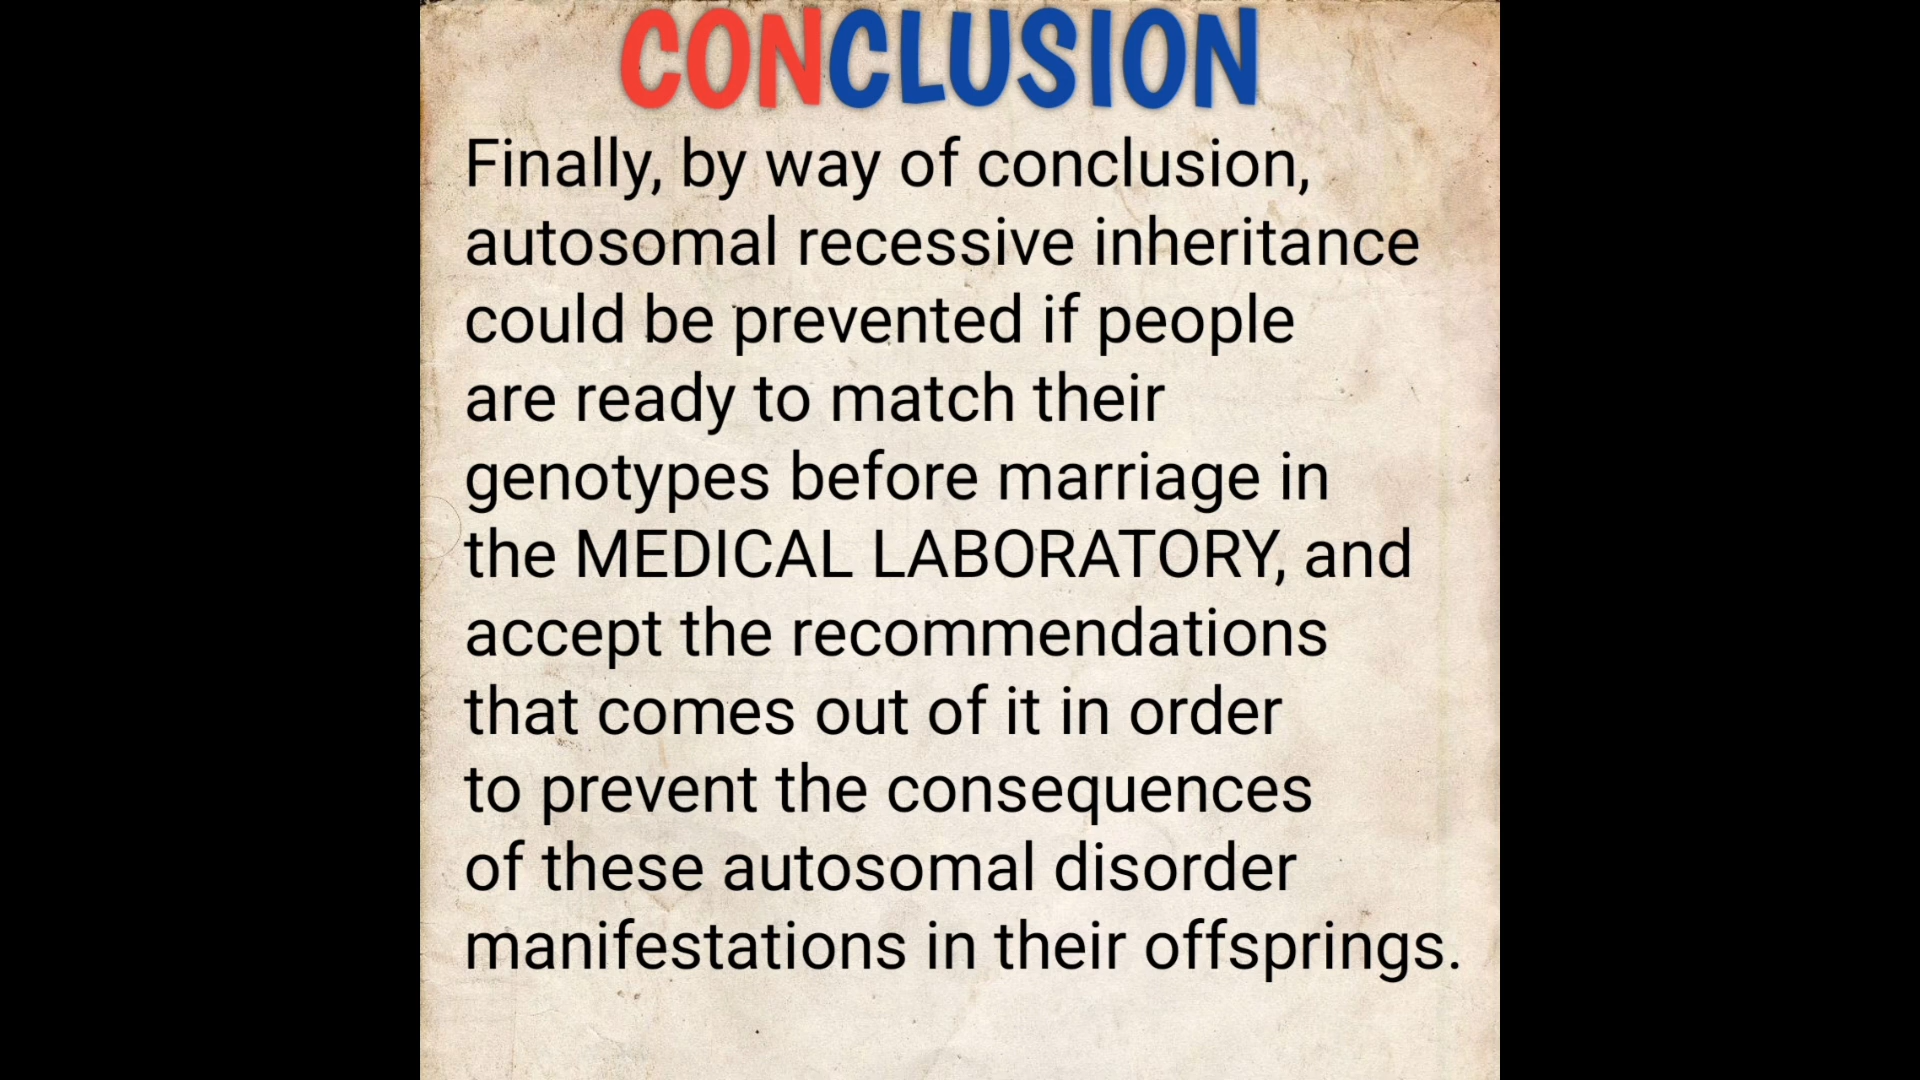 CONCLUSION
Finally, by way of conclusion,
autosomal recessive inheritance
could be prevented if people
are ready to match their
genotypes before marriage in
the MEDICAL LABORATORY, and
accept the recommendations
that comes out of it in order
to prevent the consequences
of these autosomal disorder
manifestations in their offsprings.